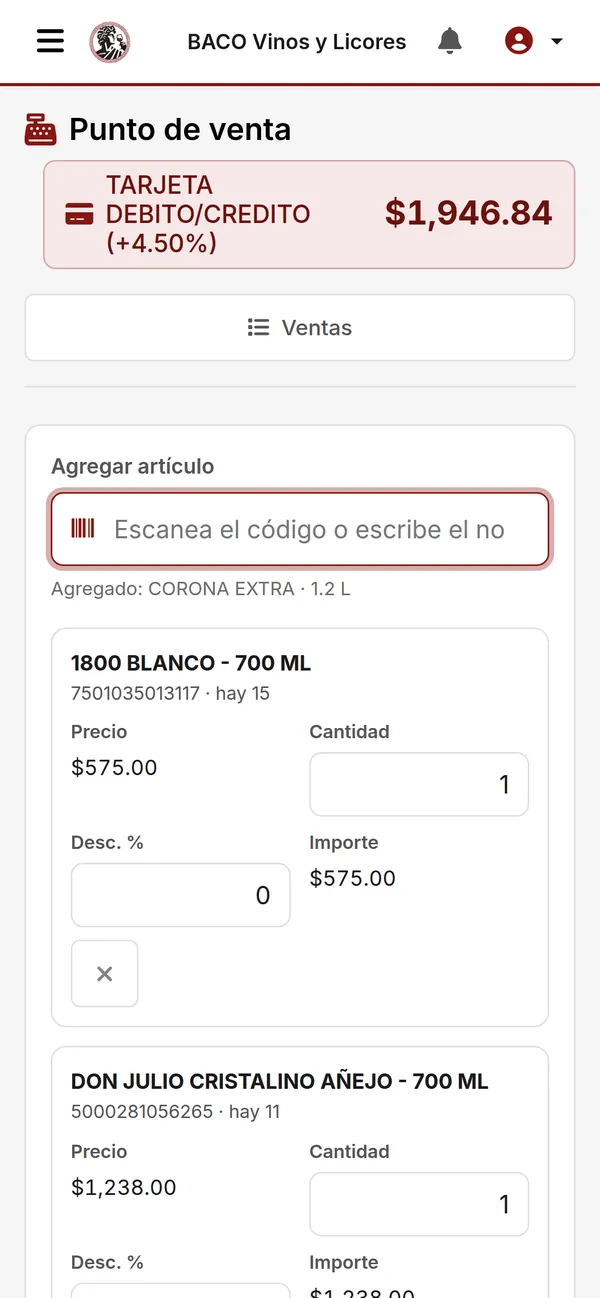 BACO Vinos y Licores
Punto de venta
TARJETA
DEBITO/CREDITO
(+4.50%)
$1,946.84
Ventas
Agregar artículo
Escanea el código o escribe el no
Agregado: CORONA EXTRA · 1.2 L
1800 BLANCO - 700 ML
7501035013117 · hay 15
Precio
Cantidad
$575.00
1
Desc. %
Importe
0
$575.00
DON JULIO CRISTALINO AÑEJO - 700 ML
5000281056265 · hay 11
Precio
Cantidad
$1,238.00
1
Desc. %
Importe
$1,238.00